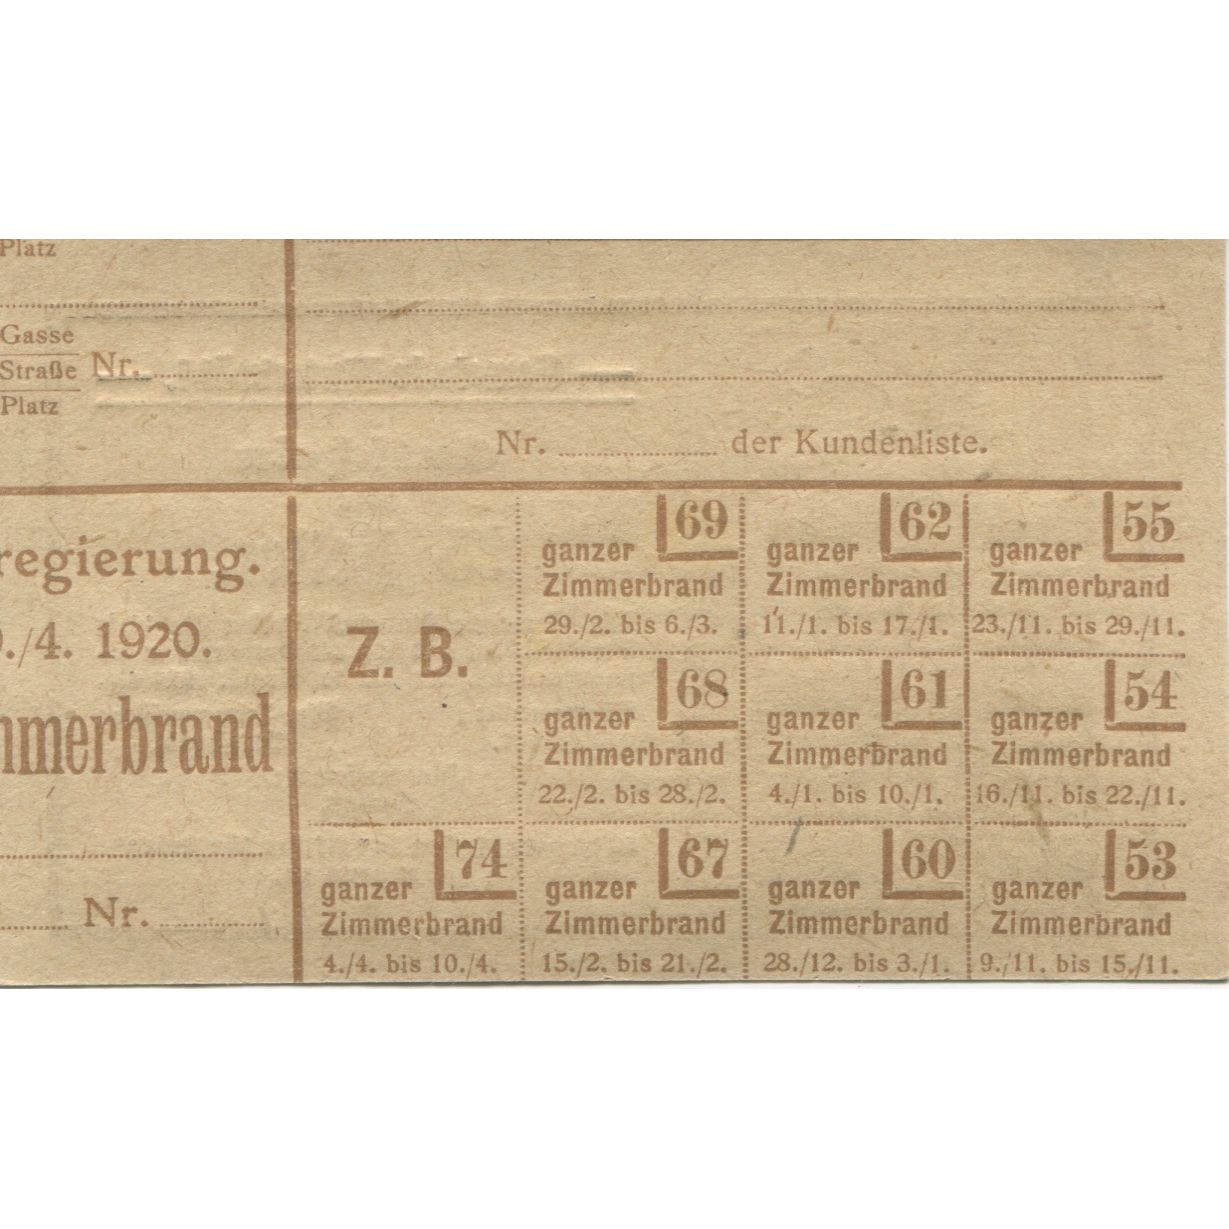 Platz
Gasse
Straße Nr.
Platz
Nr. der Kundenliste.
regierung.
./4. 1920.
mmerbrand
Nr.
Z. B.
69
ganzer
Zimmerbrand
29./2. bis 6./3.
62
ganzer
Zimmerbrand
11./1. bis 17./1.
55
ganzer
Zimmerbrand
23./11. bis 29./11.
68
ganzer
Zimmerbrand
22./2. bis 28./2.
61
ganzer
Zimmerbrand
4./1. bis 10./1.
54
ganzer
Zimmerbrand
16./11. bis 22./11.
74
ganzer
Zimmerbrand
4./4. bis 10./4.
67
ganzer
Zimmerbrand
15./2. bis 21./2.
60
ganzer
Zimmerbrand
28./12. bis 3./1.
53
ganzer
Zimmerbrand
9./11. bis 15./11.